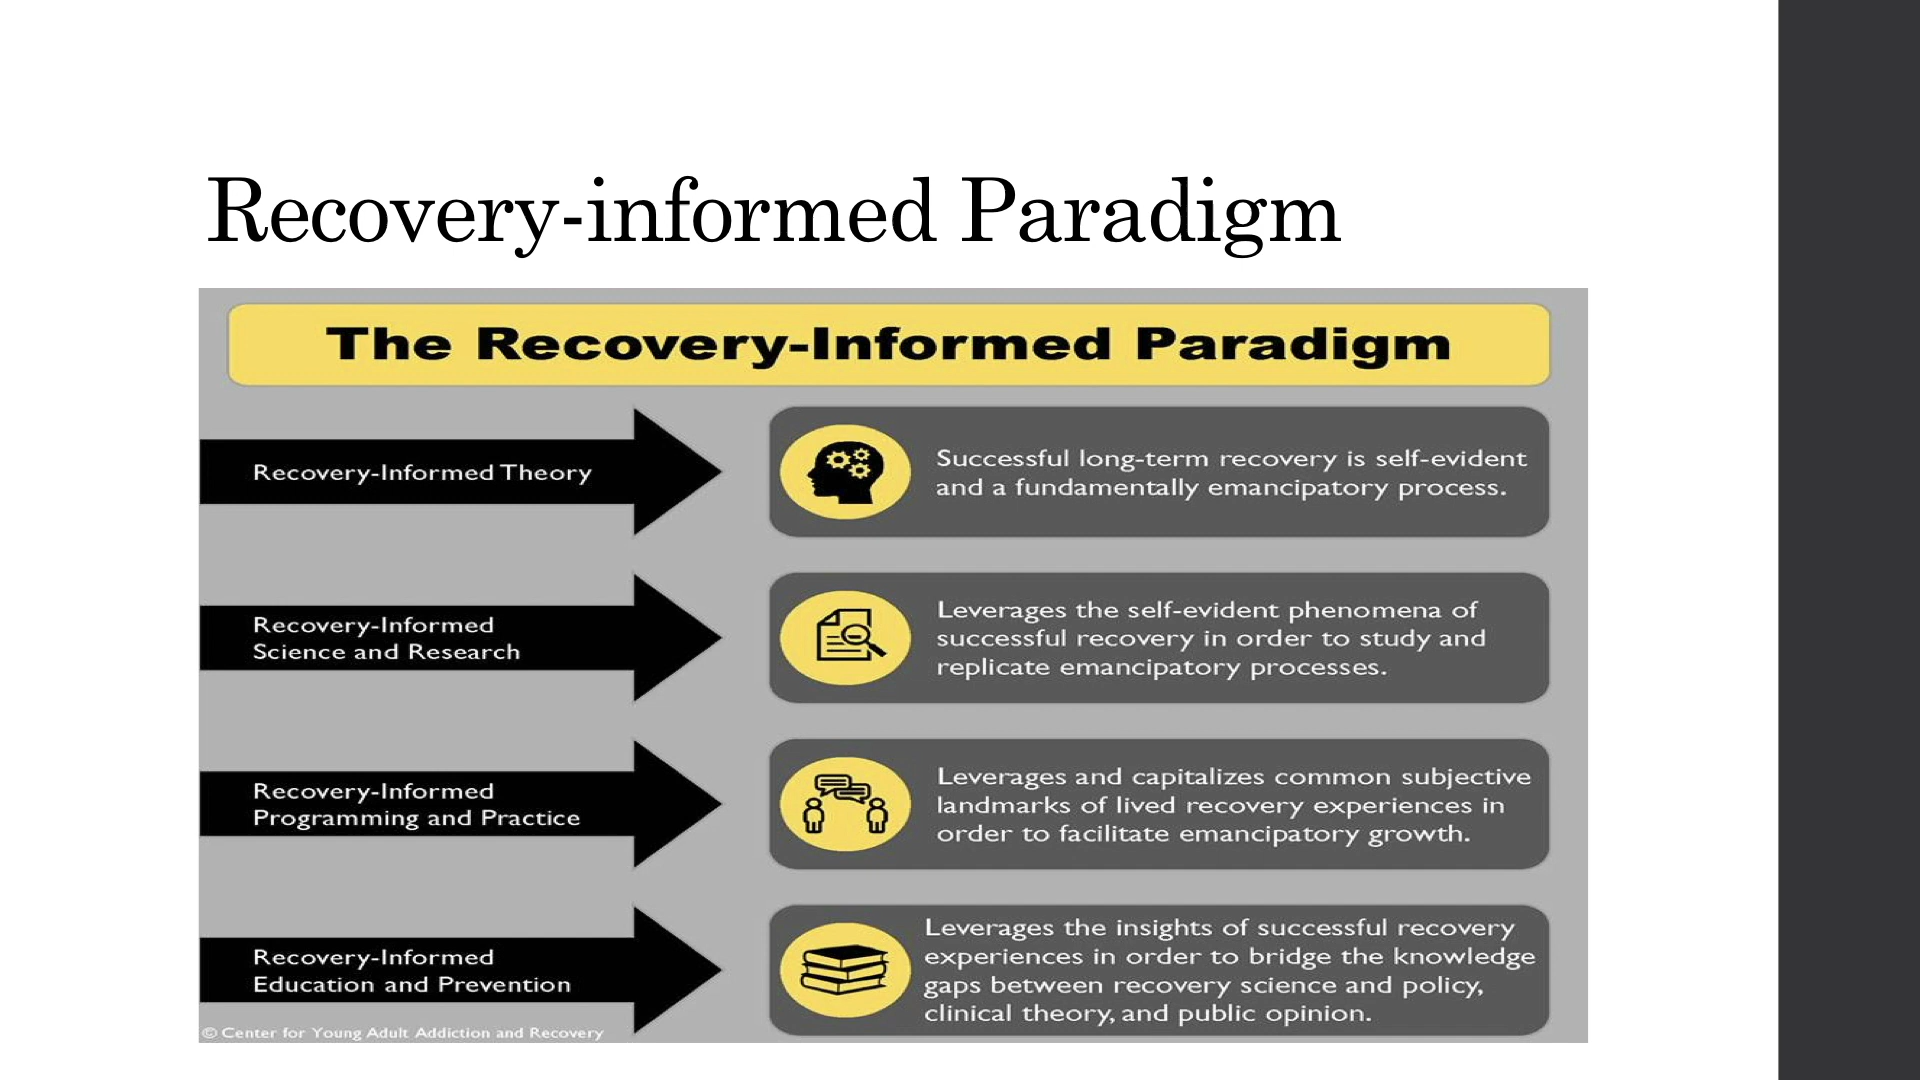 Recovery-informed Paradigm
The Recovery-Informed Paradigm
Recovery-Informed Theory
Successful long-term recovery is self-evident
and a fundamentally emancipatory process.
Recovery-Informed
Science and Research
Leverages the self-evident phenomena of
successful recovery in order to study and
replicate emancipatory processes.
Recovery-Informed
Programming and Practice
Leverages and capitalizes common subjective
landmarks of lived recovery experiences in
order to facilitate emancipatory growth.
Recovery-Informed
Education and Prevention
Leverages the insights of successful recovery
experiences in order to bridge the knowledge
gaps between recovery science and policy,
clinical theory, and public opinion.
© Center for Young Adult Addiction and Recovery